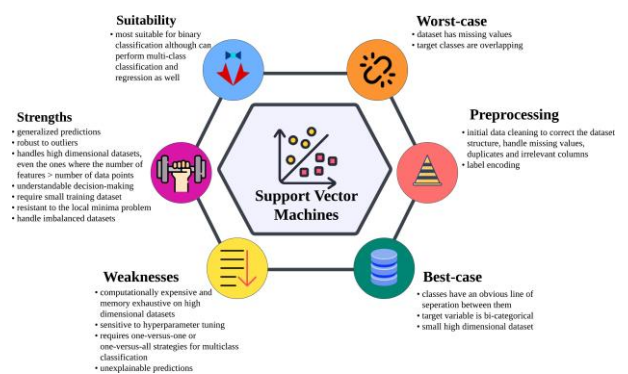 Suitability
• most suitable for binary
classification although can
perform multi-class
classification and
regression as well
Worst-case
• dataset has missing values
• target classes are overlapping
Strengths
• generalized predictions
• robust to outliers
• handles high dimensional datasets,
even the ones where the number of
features > number of data points
• understandable decision-making
• require small training dataset
• resistant to the local minima problem
• handle imbalanced datasets
Support Vector
Machines
Preprocessing
• initial data cleaning to correct the dataset
structure, handle missing values,
duplicates and irrelevant columns
• label encoding
Weaknesses
• computationally expensive and
memory exhaustive on high
dimensional datasets
• sensitive to hyperparameter tuning
• requires one-versus-one or
one-versus-all strategies for multiclass
classification
• unexplainable predictions
Best-case
• classes have an obvious line of
seperation between them
• target variable is bi-categorical
• small high dimensional dataset